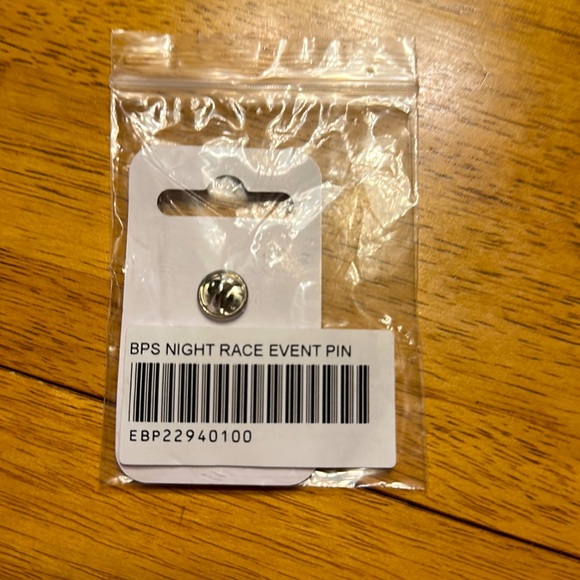 BPS NIGHT RACE EVENT PIN
EBP22940100